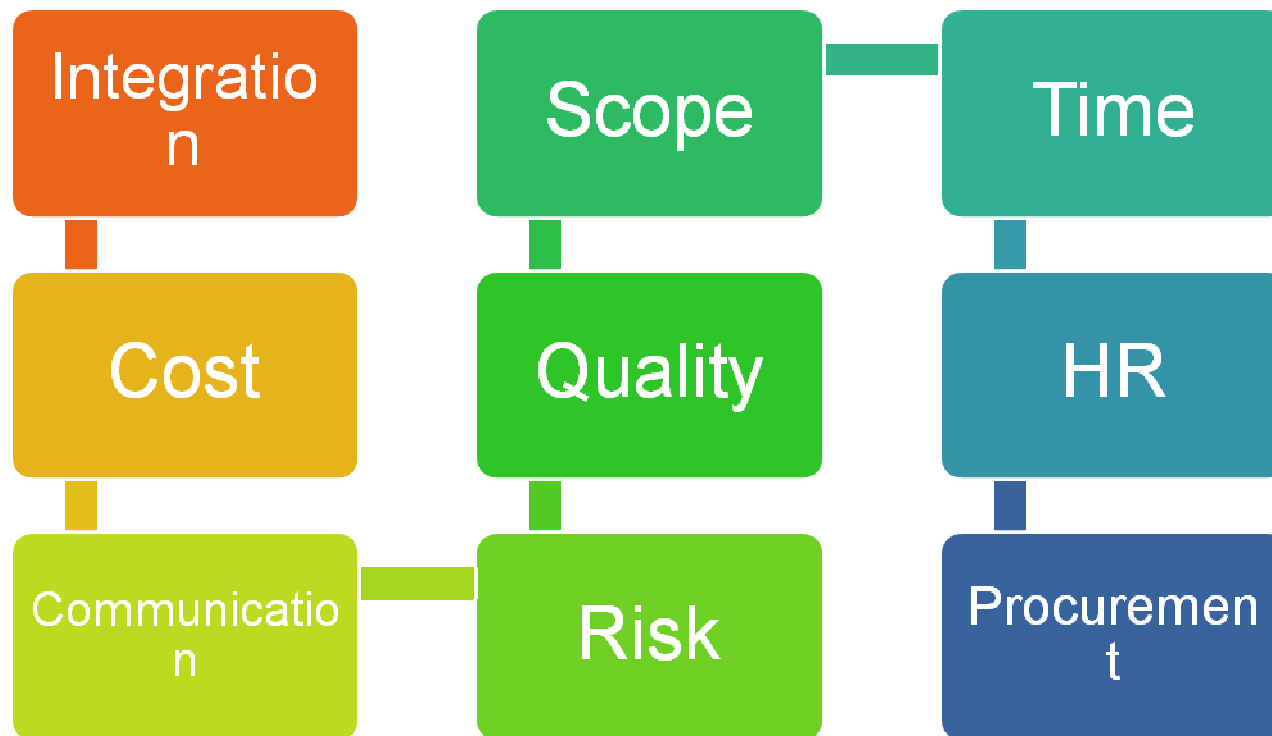 Integratio
n
Scope
Time
Cost
Quality
HR
Communicatio
n
Risk
Procuremen
t